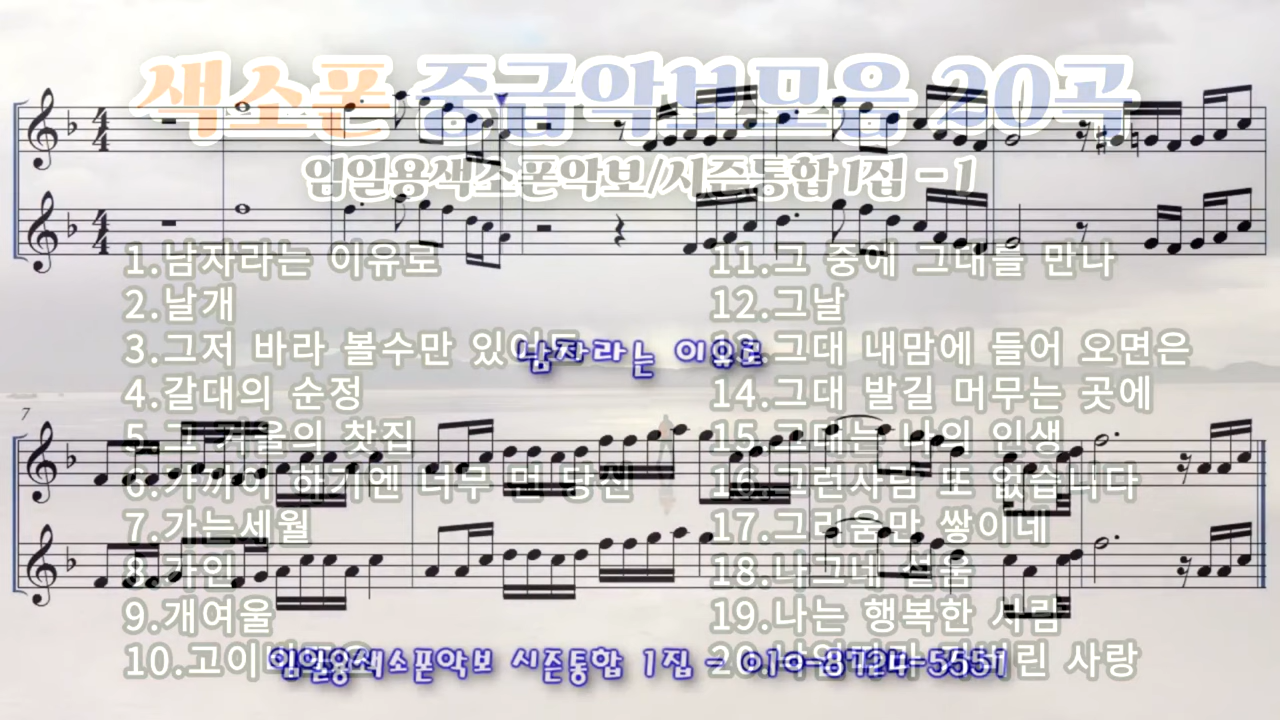 색소폰 중급악보모음 20곡
임일용색소폰악보/시즌통합 1집 - 1
1.남자라는 이유로
2.날개
3.그저 바라 볼수만 있어도
4.갈대의 순정
5.그 겨울의 찻집
6.가까이 하기엔 너무 먼 당신
7.가는세월
8.가인
9.개여울
10.고이
11.그 중에 그대를 만나
12.그날
13.그대 내맘에 들어 오면은
14.그대 발길 머무는 곳에
15.그대는 나의 인생
16.그런사람 또 없습니다
17.그리움만 쌓이네
18.나그네 설움
19.나는 행복한 사람
20. 버린 사랑
남자라는 이유로
7
임일용색소폰악보 시즌통합 1집 - 010-8724-5551